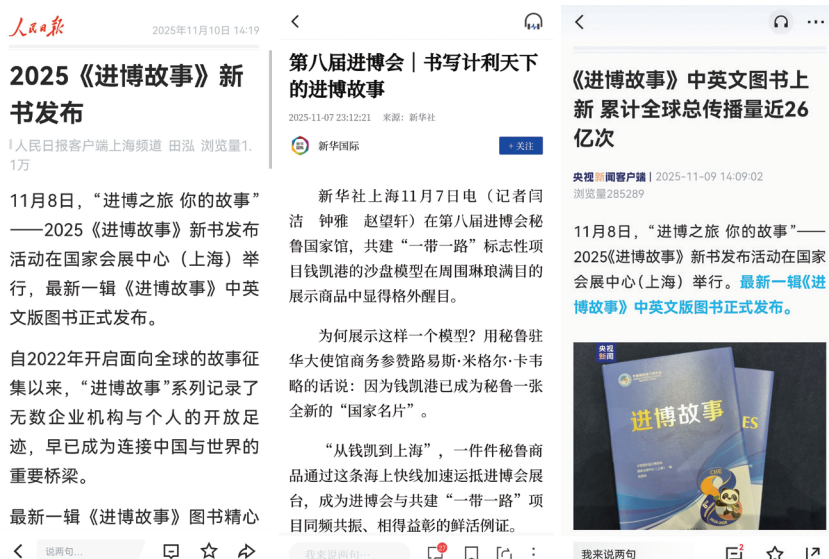 人民日报
2025年11月10日 14:19
2025《进博故事》新
书发布
人民日报客户端上海频道 田泓 浏览量1.
1万
11月8日，“进博之旅 你的故事”
——2025《进博故事》新书发布
活动在国家会展中心（上海）举
行，最新一辑《进博故事》中英
文版图书正式发布。
自2022年开启面向全球的故事征
集以来，“进博故事”系列记录了
无数企业机构与个人的开放足
迹，早已成为连接中国与世界的
重要桥梁。
最新一辑《进博故事》图书精心
说两句...
第八届进博会｜书写计利天下
的进博故事
2025-11-07 23:12:21 来源：新华社
新华国际
+ 关注
新华社上海11月7日电（记者闫
洁 钟雅 赵望轩）在第八届进博会秘
鲁国家馆，共建“一带一路”标志性项
目钱凯港的沙盘模型在周围琳琅满目的
展示商品中显得格外醒目。
为何展示这样一个模型？用秘鲁驻
华大使馆商务参赞路易斯·米格尔·卡韦
略的话说：因为钱凯港已成为秘鲁一张
全新的“国家名片”。
“从钱凯到上海”，一件件秘鲁商
品通过这条海上快线加速运抵进博会展
台，成为进博会与共建“一带一路”项
目同频共振、相得益彰的鲜活例证。
我来说两句...
27
《进博故事》中英文图书上
新 累计全球总传播量近26
亿次
央视新闻客户端 | 2025-11-09 14:09:02
浏览量285289
11月8日，“进博之旅 你的故事”——
2025《进博故事》新书发布活动在国家
会展中心（上海）举行。最新一辑《进
博故事》中英文版图书正式发布。
央视
新闻
进博故事
ES
CIIE
我来说两句
2